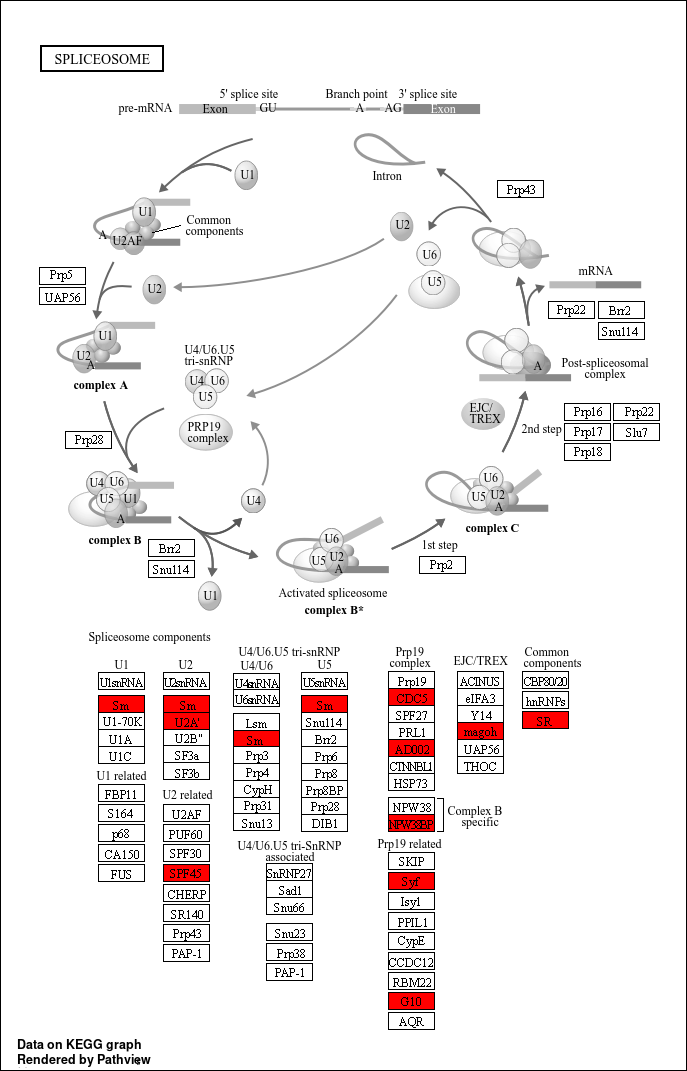 SPLICEOSOME
5' splice site
Branch point
3' splice site
pre-mRNA
Exon
GU
A
AG
Exon
U1
Intron
Prp43
U1
U2AF
A
Common
components
U2
U6
U5
Prp5
UAP56
U2
mRNA
Prp22
Brr2
Snu114
U1
U2
A
complex A
U4/U6.U5
tri-snRNP
U4
U6
U5
PRP19
complex
A
Post-spliceosomal
complex
EJC/
TREX
2nd step
Prp16
Prp22
Prp17
Slu7
Prp18
Prp28
U4
U6
U5
U1
A
complex B
U4
U6
U5
U2
A
complex C
Brr2
Snu114
U1
U6
U5
U2
A
1st step
Prp2
Activated spliceosome
complex B*
Spliceosome components
U1
U1snRNA
Sm
U1-70K
U1A
U1C
U1 related
FBP11
S164
p68
CA150
FUS
U2
U2snRNA
Sm
U2A'
U2B"
SF3a
SF3b
U2 related
U2AF
PUF60
SPF30
SPF45
CHERP
SR140
Prp43
PAP-1
U4/U6.U5 tri-snRNP
U4/U6
U4snRNA
U6snRNA
Lsm
Sm
Prp3
Prp4
CypH
Prp31
Snu13
U5
U5snRNA
Sm
Snu114
Brr2
Prp6
Prp8
Prp8BP
Prp28
DIB1
U4/U6.U5 tri-SnRNP
associated
SnRNP27
Sad1
Snu66
Snu23
Prp38
PAP-1
Prp19
complex
Prp19
CDC5
SPF27
PRL1
AD002
CTNNBL1
HSP73
NPW38
NPW38BP
Complex B
specific
Prp19 related
SKIP
Syf
Isy1
PPIL1
CypE
CCDC12
RBM22
G10
AQR
EJC/TREX
ACINUS
eIFA3
Y14
magoh
UAP56
THOC
Common
components
CBP80/20
hnRNPs
SR
Data on KEGG graph
Rendered by Pathview